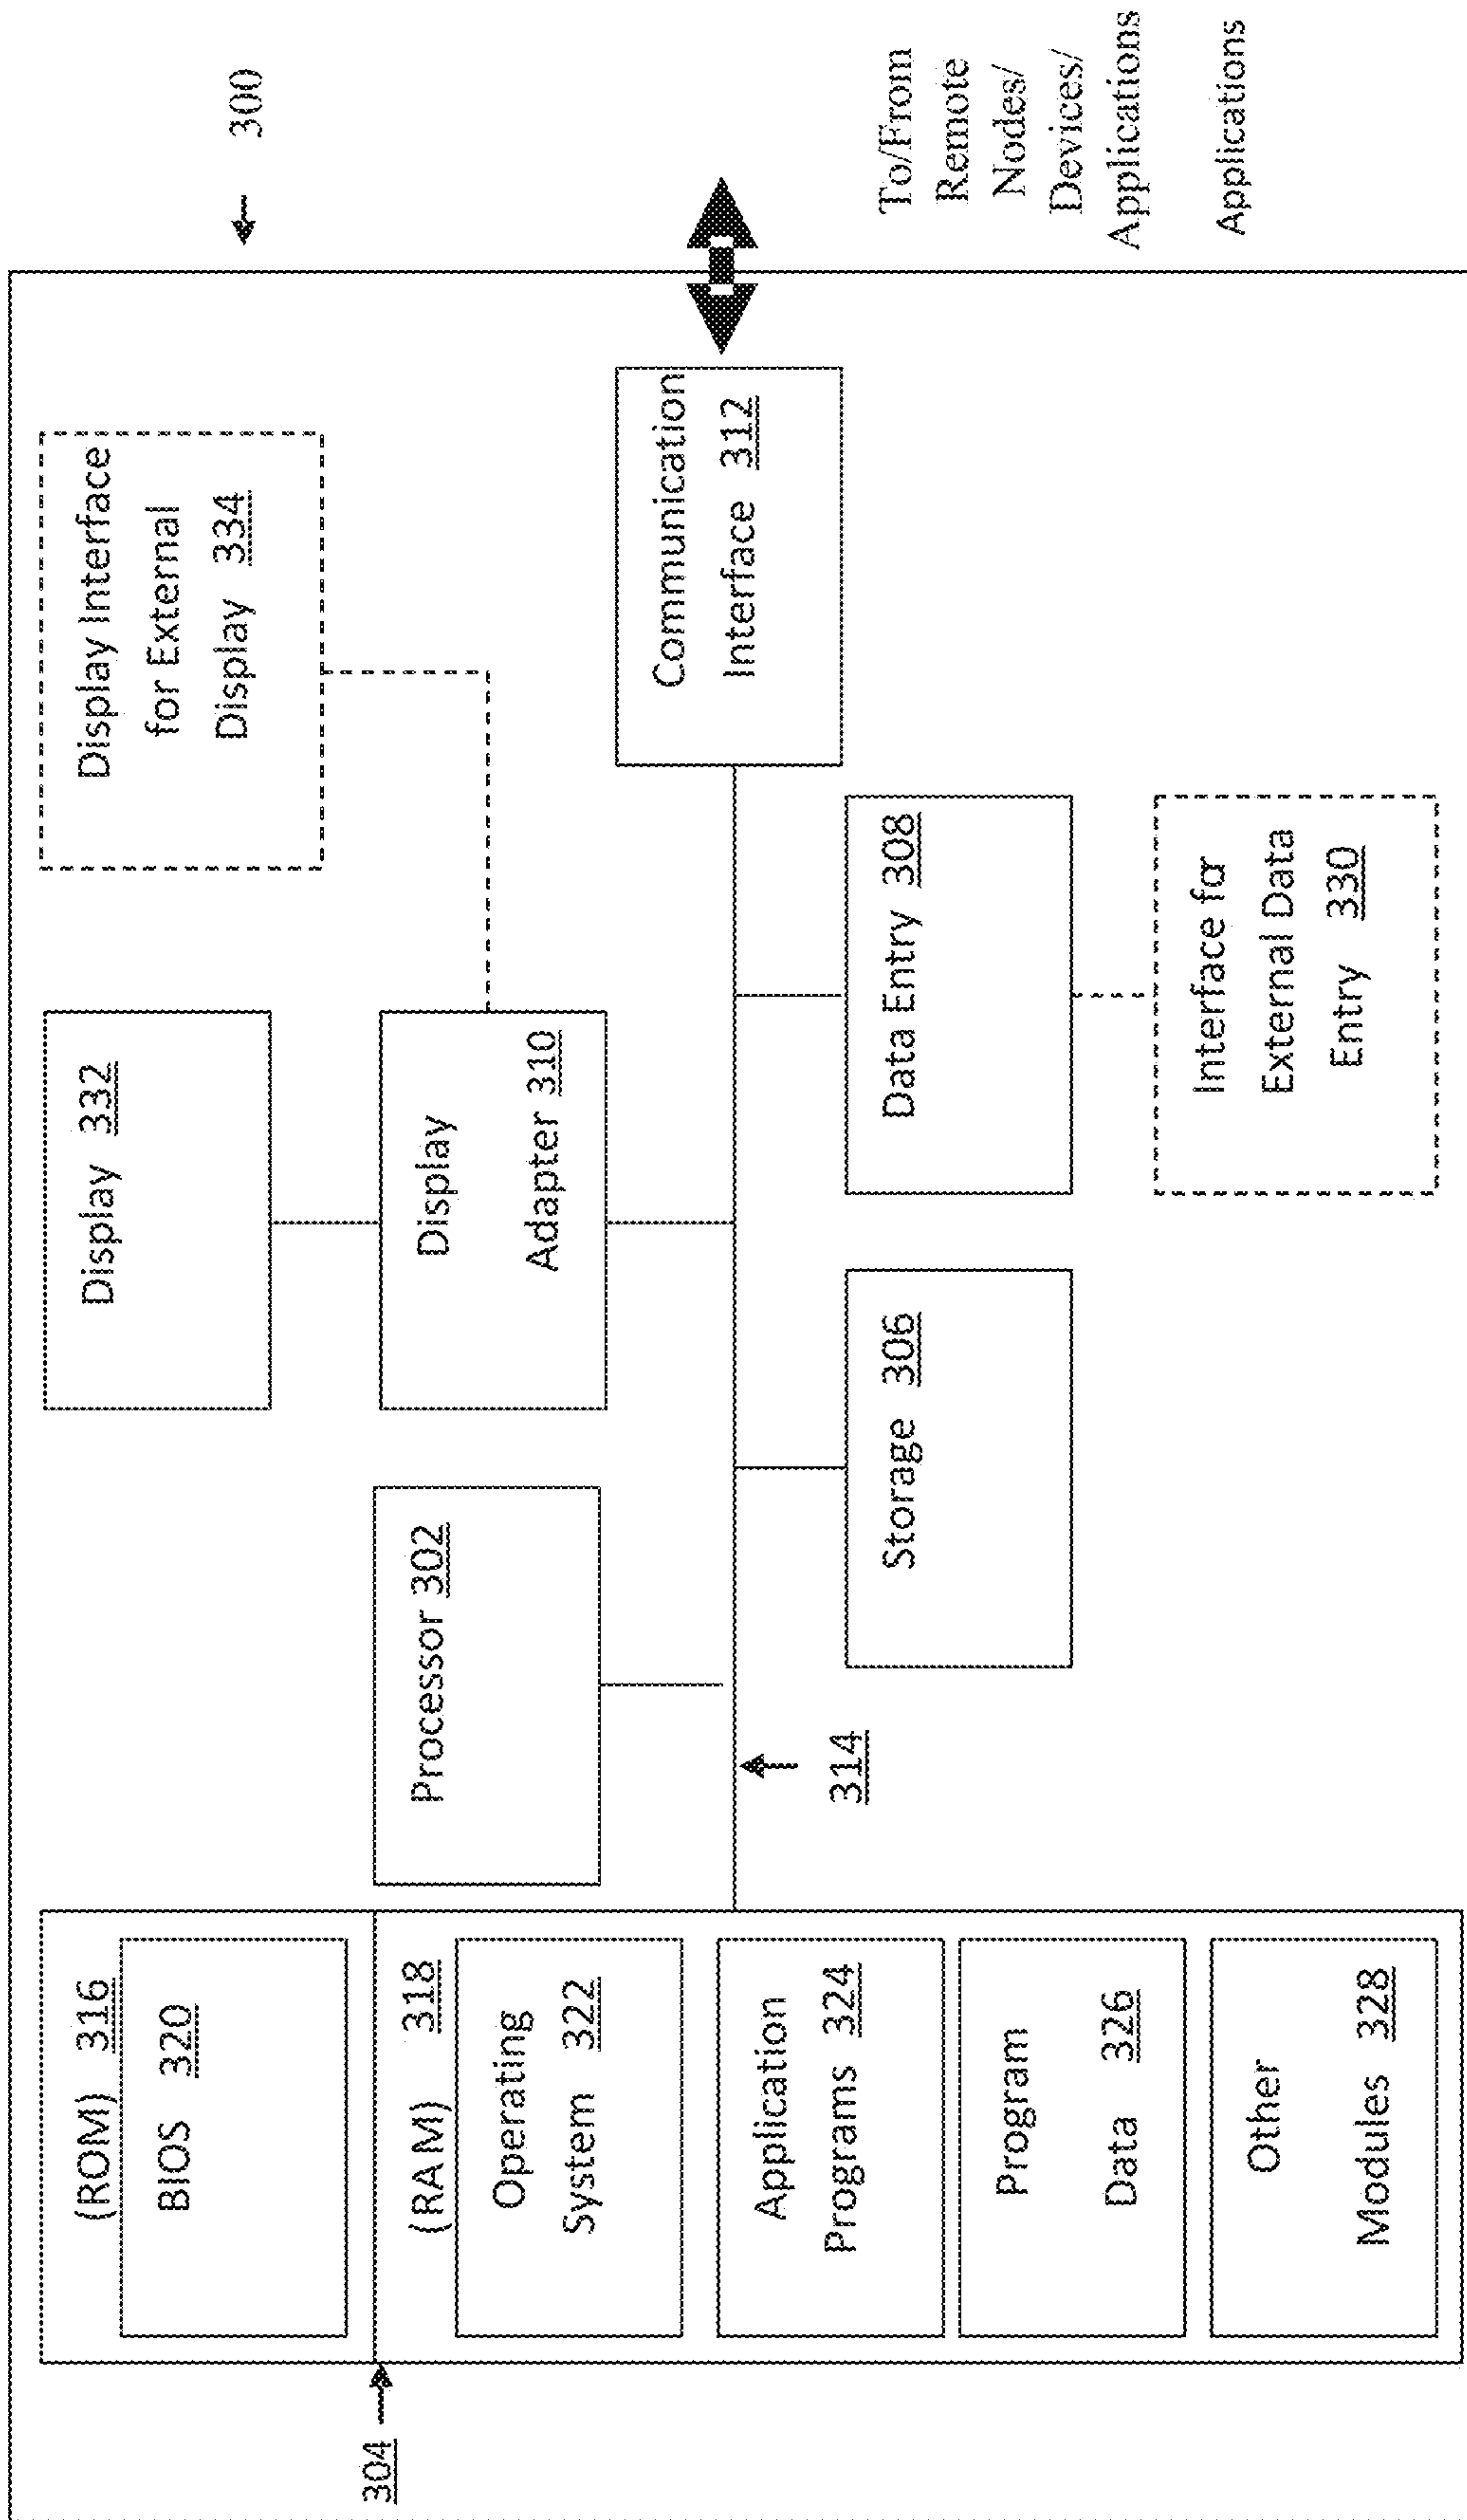 300
(ROM) 316
BIOS 320
304
(RAM) 318
Operating
System 322
Application
Programs 324
Program
Data 326
Other
Modules 328
Processor 302
314
Display 332
Display
Adapter 310
Storage 306
Display Interface
for External
Display 334
Communication
Interface 312
Data Entry 308
Interface for
External Data
Entry 330
To/From
Remote
Nodes/
Devices/
Applications
Applications